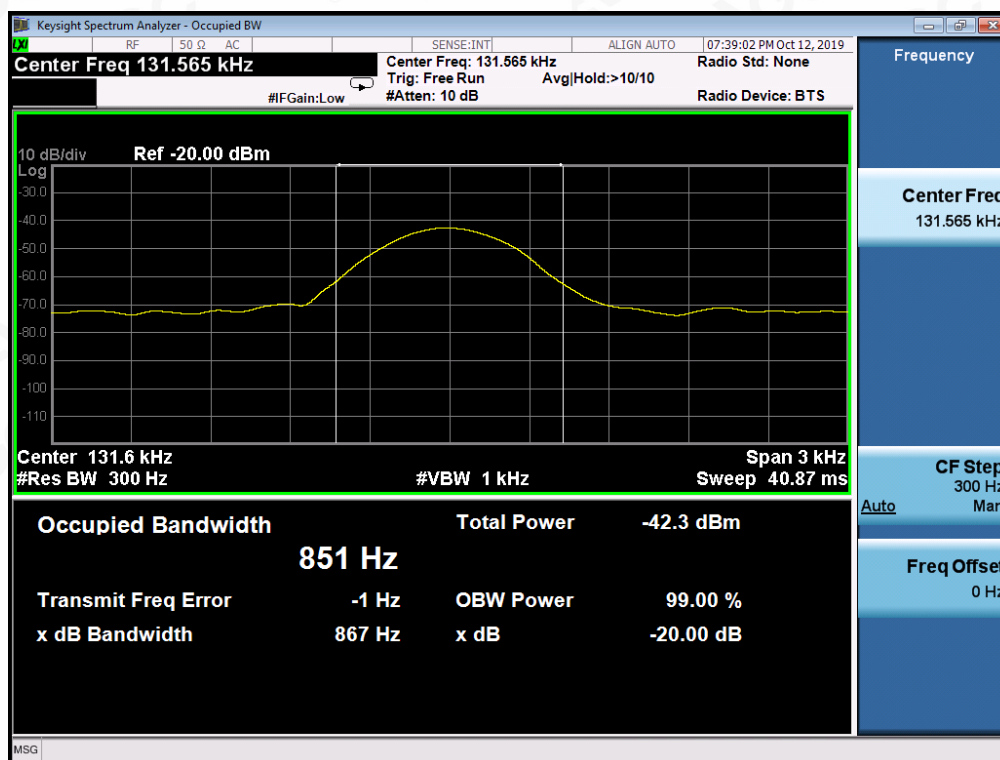 Keysight Spectrum Analyzer - Occupied BW
LXI RF 50 Ω AC SENSE:INT ALIGN AUTO 07:39:02 PM Oct 12, 2019
Center Freq 131.565 kHz
Center Freq: 131.565 kHz Radio Std: None
Trig: Free Run Avg|Hold:>10/10
#IFGain:Low #Atten: 10 dB Radio Device: BTS
10 dB/div Ref -20.00 dBm
Log
-30.0
-40.0
-50.0
-60.0
-70.0
-80.0
-90.0
-100
-110
Center 131.6 kHz Span 3 kHz
#Res BW 300 Hz #VBW 1 kHz Sweep 40.87 ms
Occupied Bandwidth Total Power -42.3 dBm
851 Hz
Transmit Freq Error -1 Hz OBW Power 99.00 %
x dB Bandwidth 867 Hz x dB -20.00 dB
MSG
Frequency
Center Freq
131.565 kHz
CF Step
300 Hz
Auto Man
Freq Offset
0 Hz